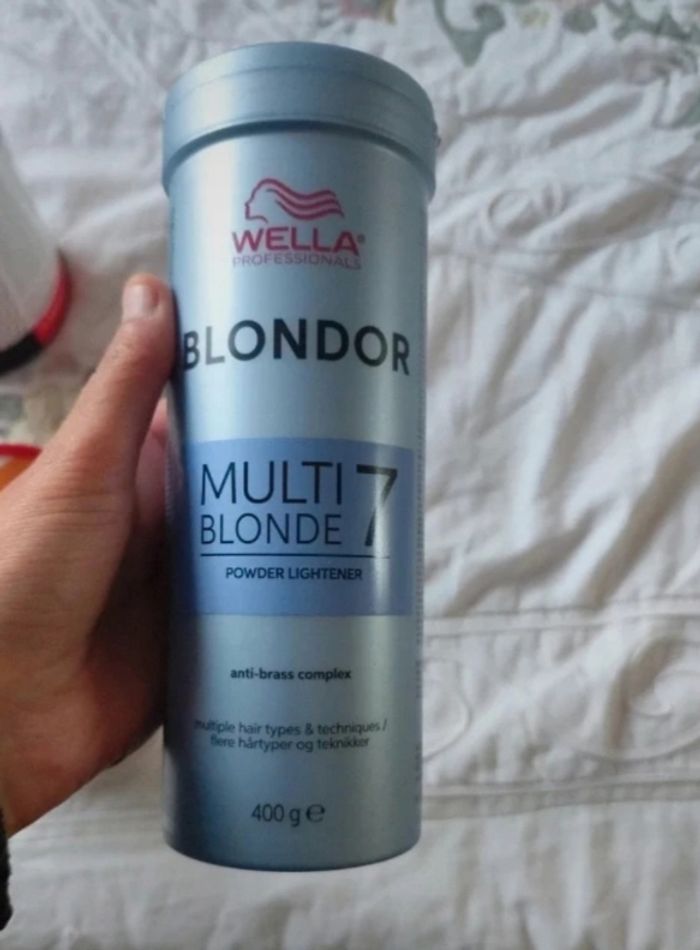 WELLA®
PROFESSIONALS
BLONDOR
MULTI 7
BLONDE
POWDER LIGHTENER
anti-brass complex
multiple hair types & techniques /
flere hårtyper og teknikker
400 g ℮